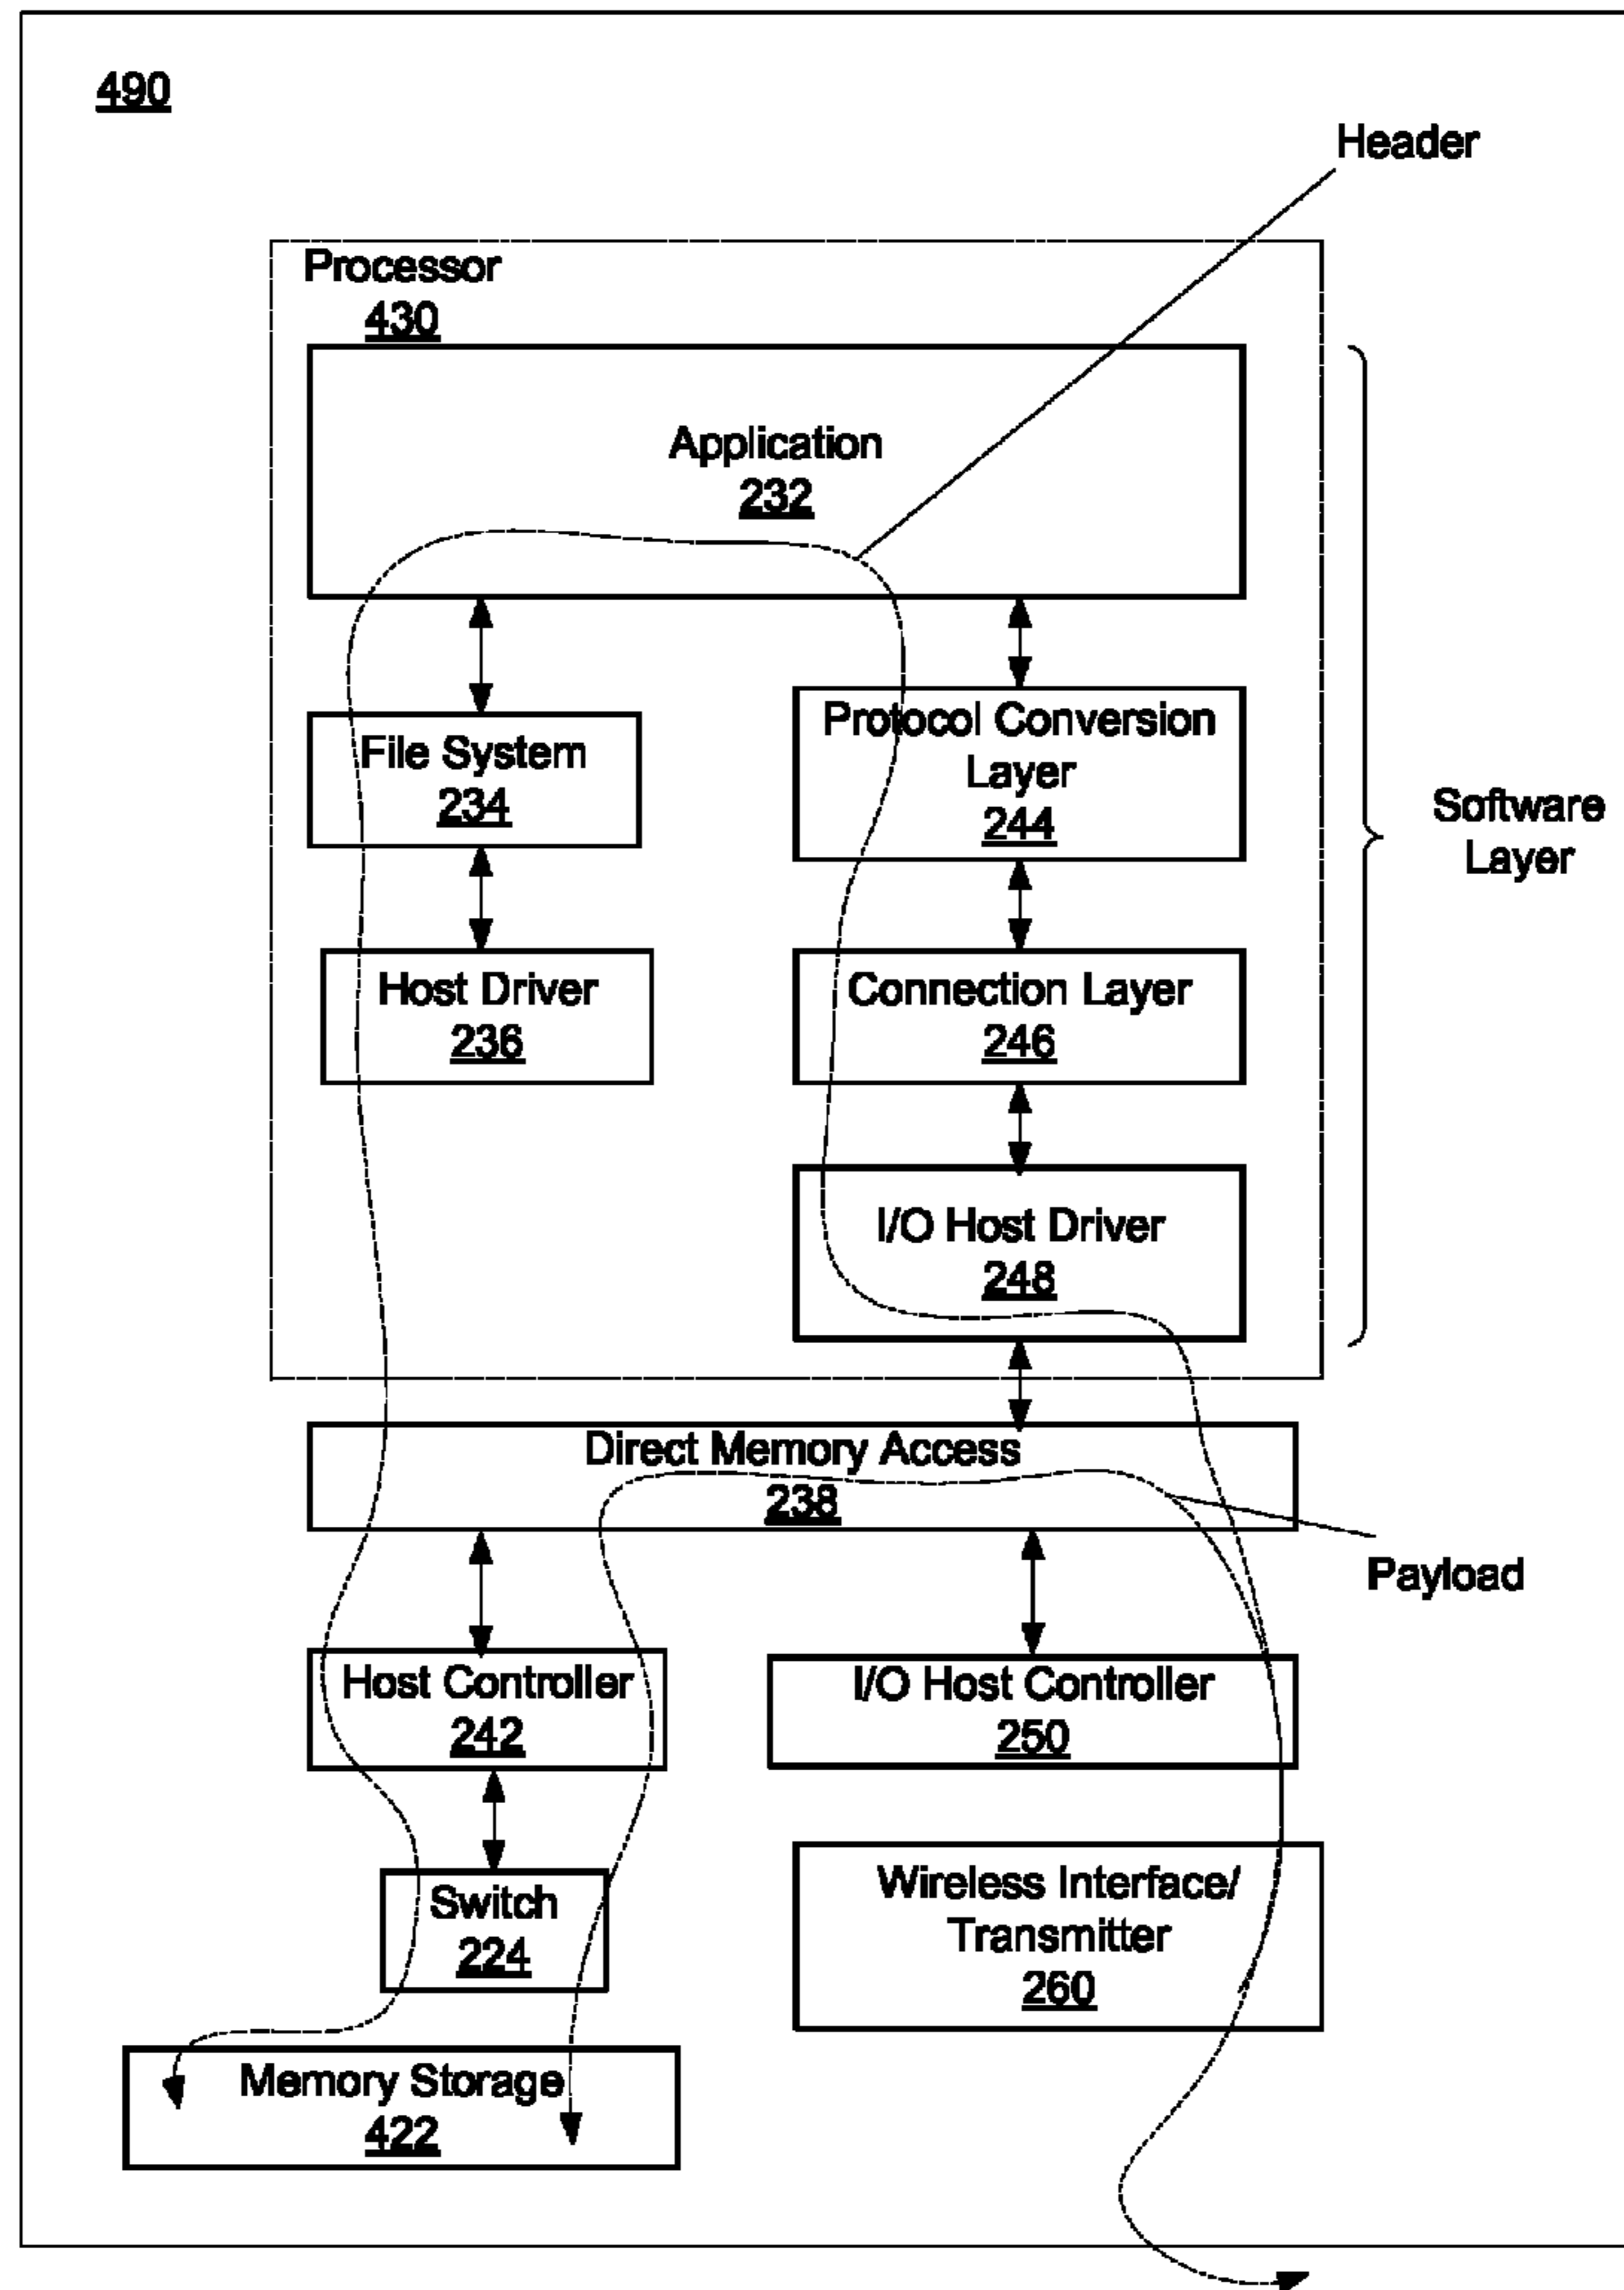 490
Header
Processor
430
Application
232
File System
234
Protocol Conversion
Layer
244
Software
Layer
Host Driver
236
Connection Layer
246
I/O Host Driver
248
Direct Memory Access
238
Payload
Host Controller
242
I/O Host Controller
250
Switch
224
Wireless Interface/
Transmitter
260
Memory Storage
422